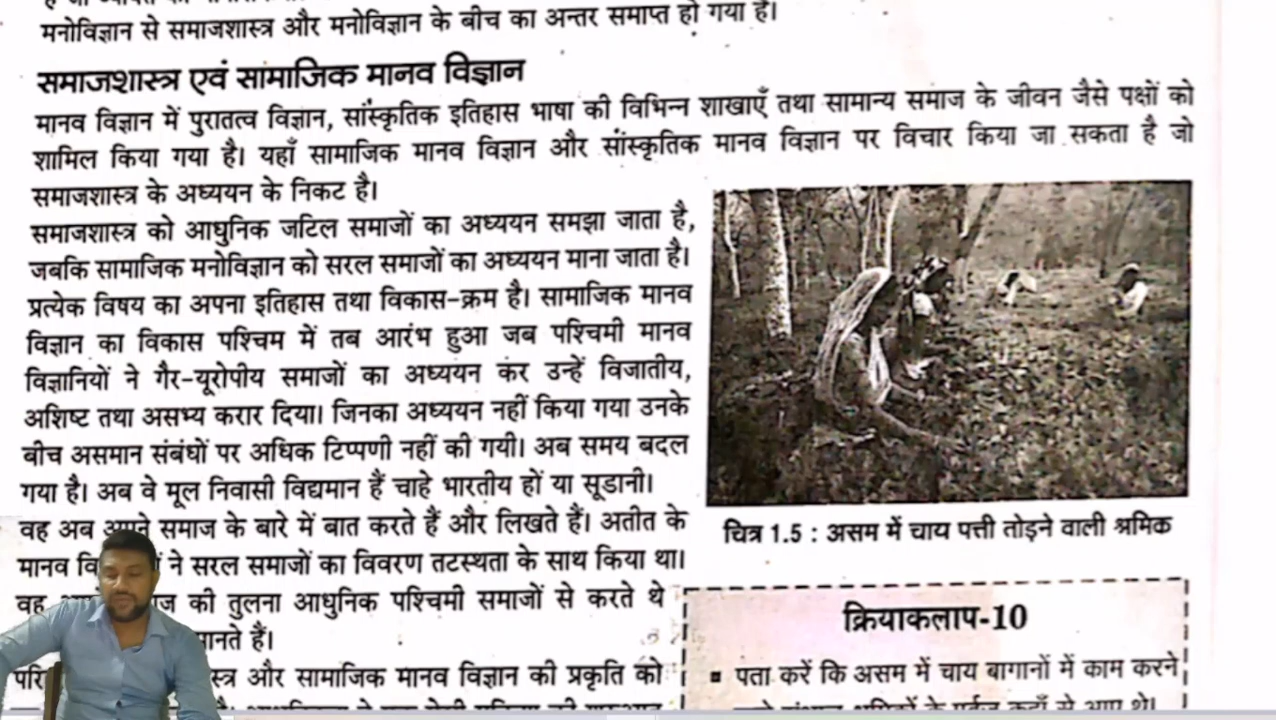 मनोविज्ञान से समाजशास्त्र और मनोविज्ञान के बीच का अन्तर समाप्त हो गया है।
समाजशास्त्र एवं सामाजिक मानव विज्ञान
मानव विज्ञान में पुरातत्व विज्ञान, सांस्कृतिक इतिहास भाषा की विभिन्न शाखाएँ तथा सामान्य समाज के जीवन जैसे पक्षों को
शामिल किया गया है। यहाँ सामाजिक मानव विज्ञान और सांस्कृतिक मानव विज्ञान पर विचार किया जा सकता है जो
समाजशास्त्र के अध्ययन के निकट है।
समाजशास्त्र को आधुनिक जटिल समाजों का अध्ययन समझा जाता है,
जबकि सामाजिक मनोविज्ञान को सरल समाजों का अध्ययन माना जाता है।
प्रत्येक विषय का अपना इतिहास तथा विकास-क्रम है। सामाजिक मानव
विज्ञान का विकास पश्चिम में तब आरंभ हुआ जब पश्चिमी मानव
विज्ञानियों ने गैर-यूरोपीय समाजों का अध्ययन कर उन्हें विजातीय,
अशिष्ट तथा असभ्य करार दिया। जिनका अध्ययन नहीं किया गया उनके
बीच असमान संबंधों पर अधिक टिप्पणी नहीं की गयी। अब समय बदल
गया है। अब वे मूल निवासी विद्यमान हैं चाहे भारतीय हों या सूडानी।
वह अब अपने समाज के बारे में बात करते हैं और लिखते हैं। अतीत के
मानव ने सरल समाजों का विवरण तटस्थता के साथ किया था।
वह की तुलना आधुनिक पश्चिमी समाजों से करते थे
मानते हैं।
और सामाजिक मानव विज्ञान की प्रकृति को
चित्र 1.5 : असम में चाय पत्ती तोड़ने वाली श्रमिक
क्रियाकलाप-10
▪ पता करें कि असम में चाय बागानों में काम करने